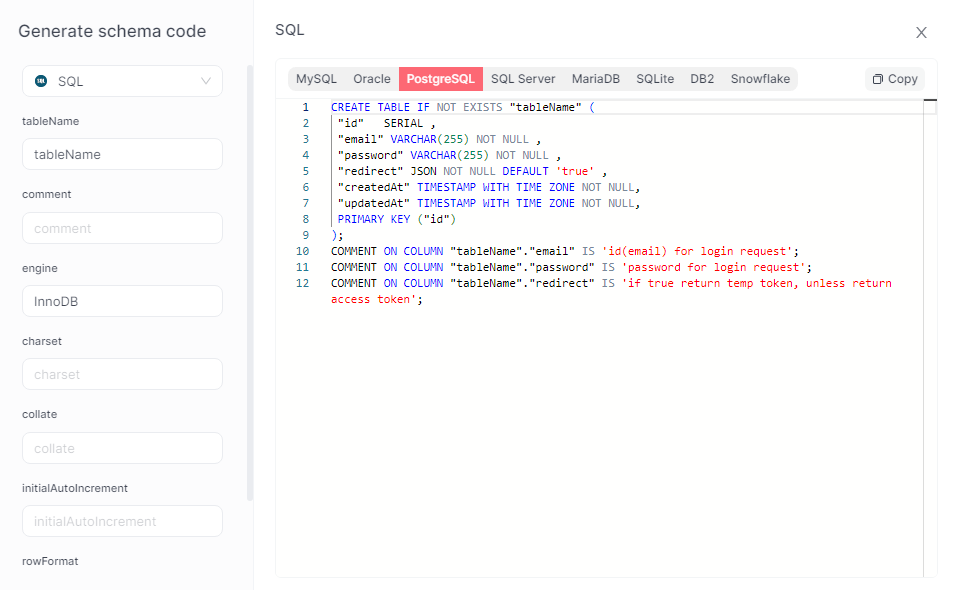 Generate schema code
SQL
SQL
tableName
tableName
comment
comment
engine
InnoDB
charset
charset
collate
collate
initialAutoIncrement
initialAutoIncrement
rowFormat
SQL
MySQL Oracle PostgreSQL SQL Server MariaDB SQLite DB2 Snowflake Copy
1 CREATE TABLE IF NOT EXISTS "tableName" (
2 "id" SERIAL ,
3 "email" VARCHAR(255) NOT NULL ,
4 "password" VARCHAR(255) NOT NULL ,
5 "redirect" JSON NOT NULL DEFAULT 'true' ,
6 "createdAt" TIMESTAMP WITH TIME ZONE NOT NULL,
7 "updatedAt" TIMESTAMP WITH TIME ZONE NOT NULL,
8 PRIMARY KEY ("id")
9 );
10 COMMENT ON COLUMN "tableName"."email" IS 'id(email) for login request';
11 COMMENT ON COLUMN "tableName"."password" IS 'password for login request';
12 COMMENT ON COLUMN "tableName"."redirect" IS 'if true return temp token, unless return
access token';